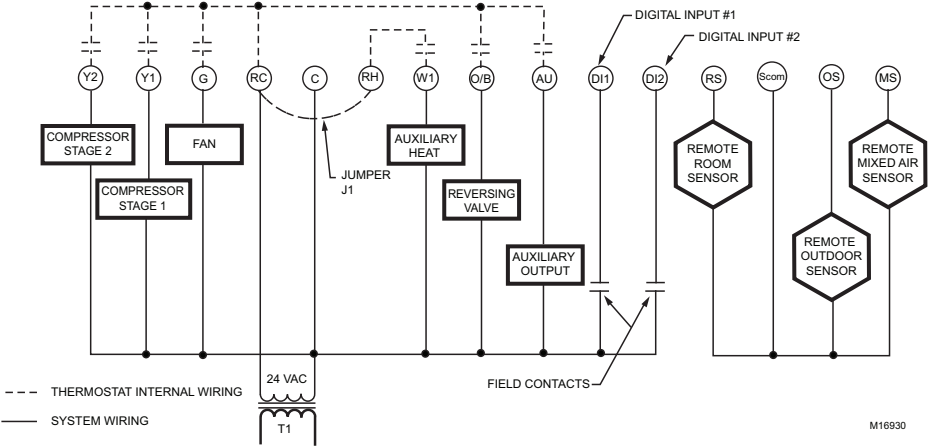 DIGITAL INPUT #1
DIGITAL INPUT #2
Y2
Y1
G
RC
C
RH
W1
O/B
AU
DI1
DI2
RS
Scom
OS
MS
COMPRESSOR
STAGE 2
FAN
AUXILIARY
HEAT
REMOTE
ROOM
SENSOR
REMOTE
MIXED AIR
SENSOR
JUMPER
J1
COMPRESSOR
STAGE 1
REVERSING
VALVE
AUXILIARY
OUTPUT
REMOTE
OUTDOOR
SENSOR
24 VAC
FIELD CONTACTS
THERMOSTAT INTERNAL WIRING
SYSTEM WIRING
T1
M16930